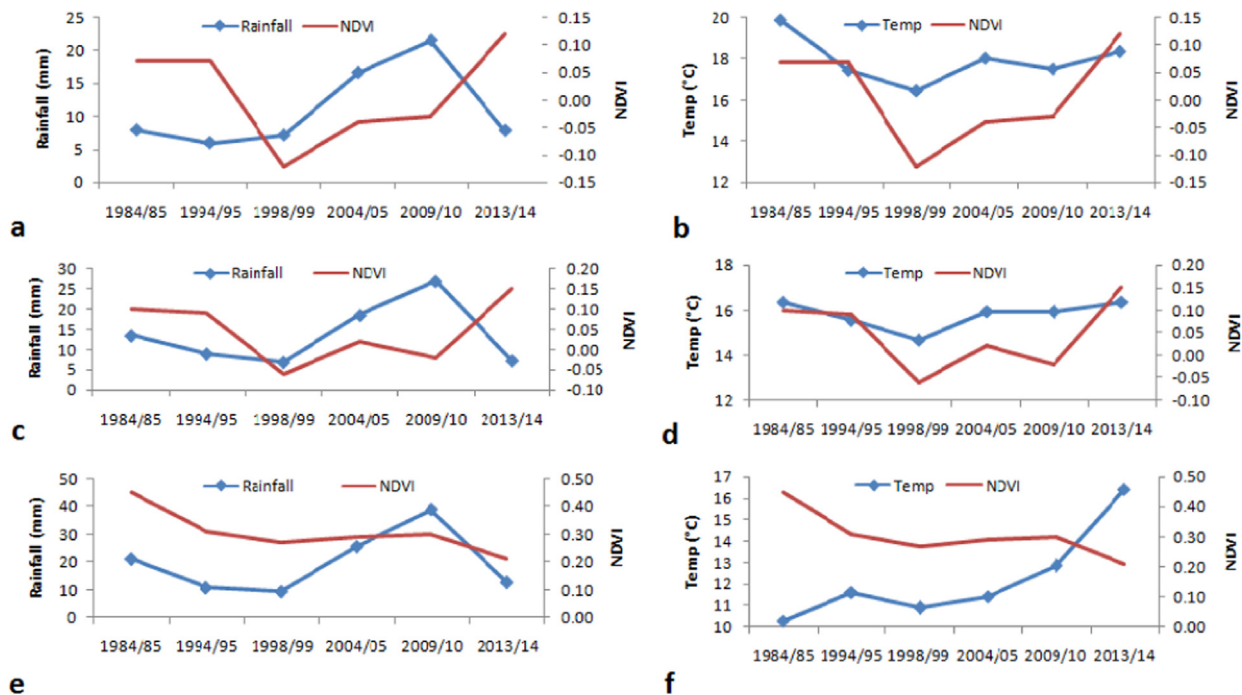 Rainfall NDVI
Rainfall (mm)
25
20
15
10
5
0
0.15
0.10
0.05
0.00
-0.05
-0.10
-0.15
NDVI
1984/85 1994/95 1998/99 2004/05 2009/10 2013/14
a
Temp NDVI
Temp (°C)
20
18
16
14
12
0.15
0.10
0.05
0.00
-0.05
-0.10
-0.15
NDVI
1984/85 1994/95 1998/99 2004/05 2009/10 2013/14
b
Rainfall NDVI
Rainfall (mm)
30
25
20
15
10
5
0
0.20
0.15
0.10
0.05
0.00
-0.05
-0.10
NDVI
1984/85 1994/95 1998/99 2004/05 2009/10 2013/14
c
Temp NDVI
Temp (°C)
18
16
14
12
0.20
0.15
0.10
0.05
0.00
-0.05
-0.10
NDVI
1984/85 1994/95 1998/99 2004/05 2009/10 2013/14
d
Rainfall NDVI
Rainfall (mm)
50
40
30
20
10
0
0.50
0.40
0.30
0.20
0.10
0.00
NDVI
1984/85 1994/95 1998/99 2004/05 2009/10 2013/14
e
Temp NDVI
Temp (°C)
17
16
15
14
13
12
11
10
0.50
0.40
0.30
0.20
0.10
0.00
NDVI
1984/85 1994/95 1998/99 2004/05 2009/10 2013/14
f